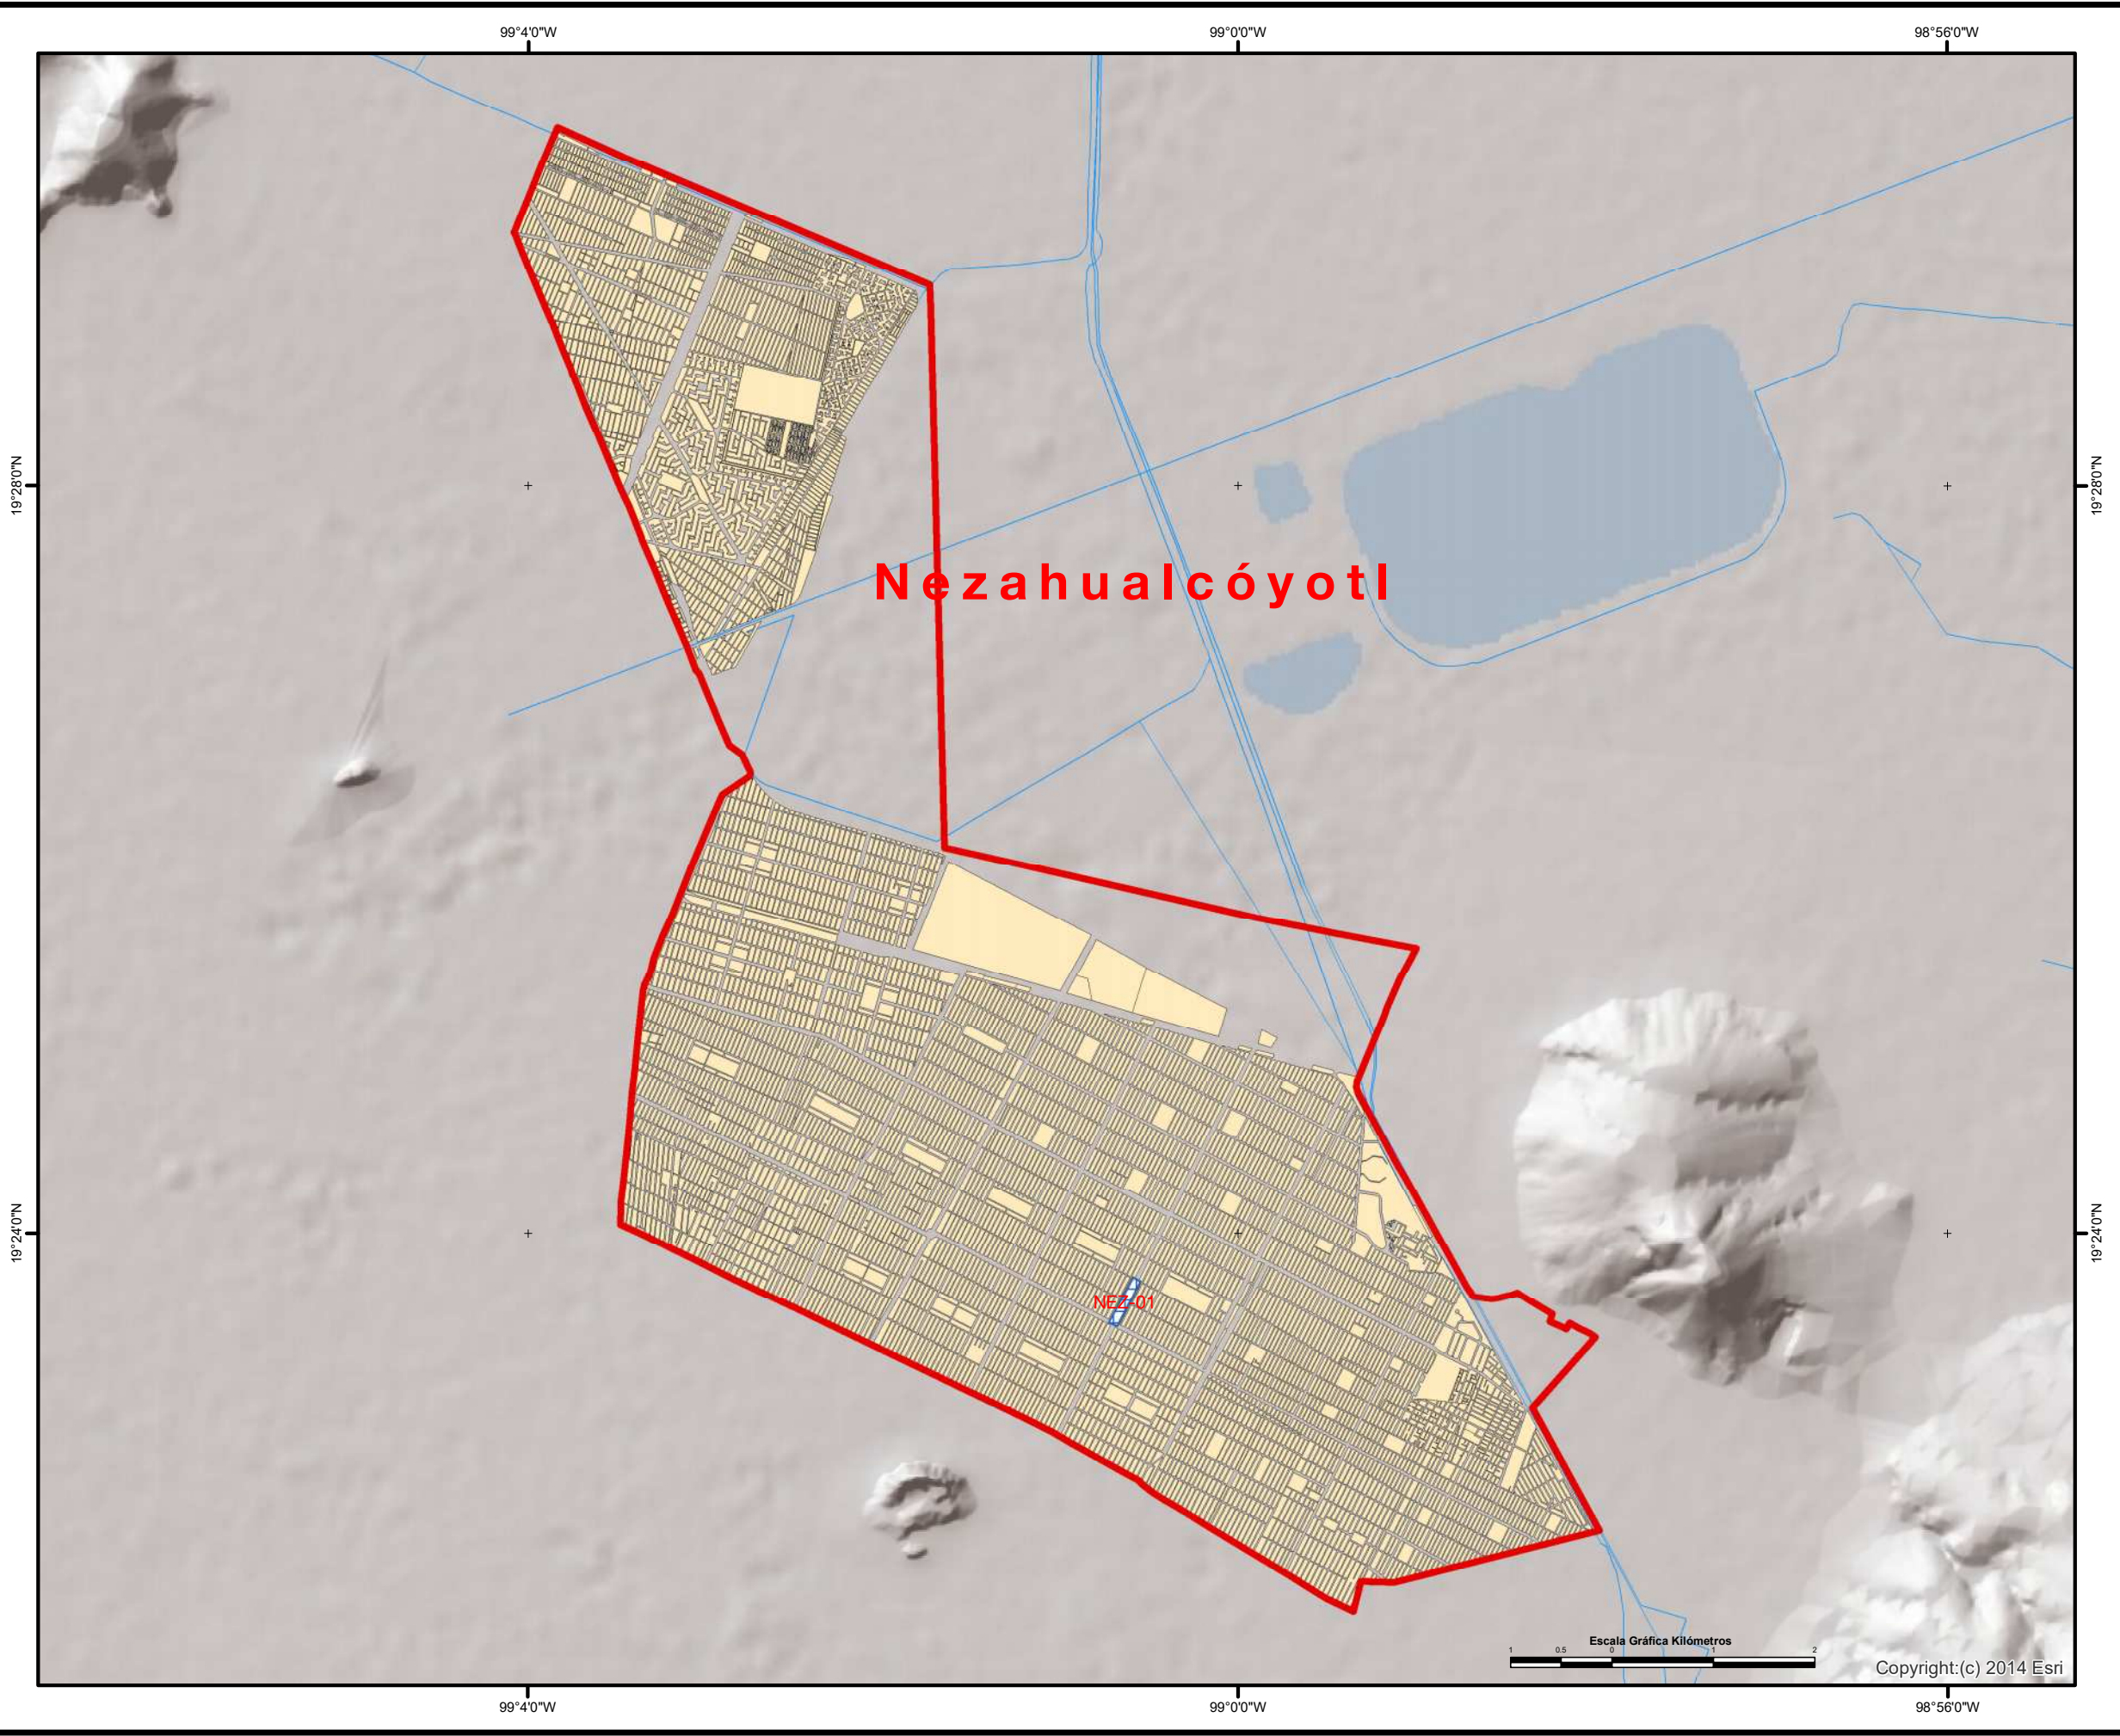 99°4'0"W 99°0'0"W 98°56'0"W
19°28'0"N 19°28'0"N
Nezahualcóyotl
19°24'0"N 19°24'0"N
NEZ-01
Escala Gráfica Kilómetros
1 0.5 0 1 2
Copyright:(c) 2014 Esri
99°4'0"W 99°0'0"W 98°56'0"W